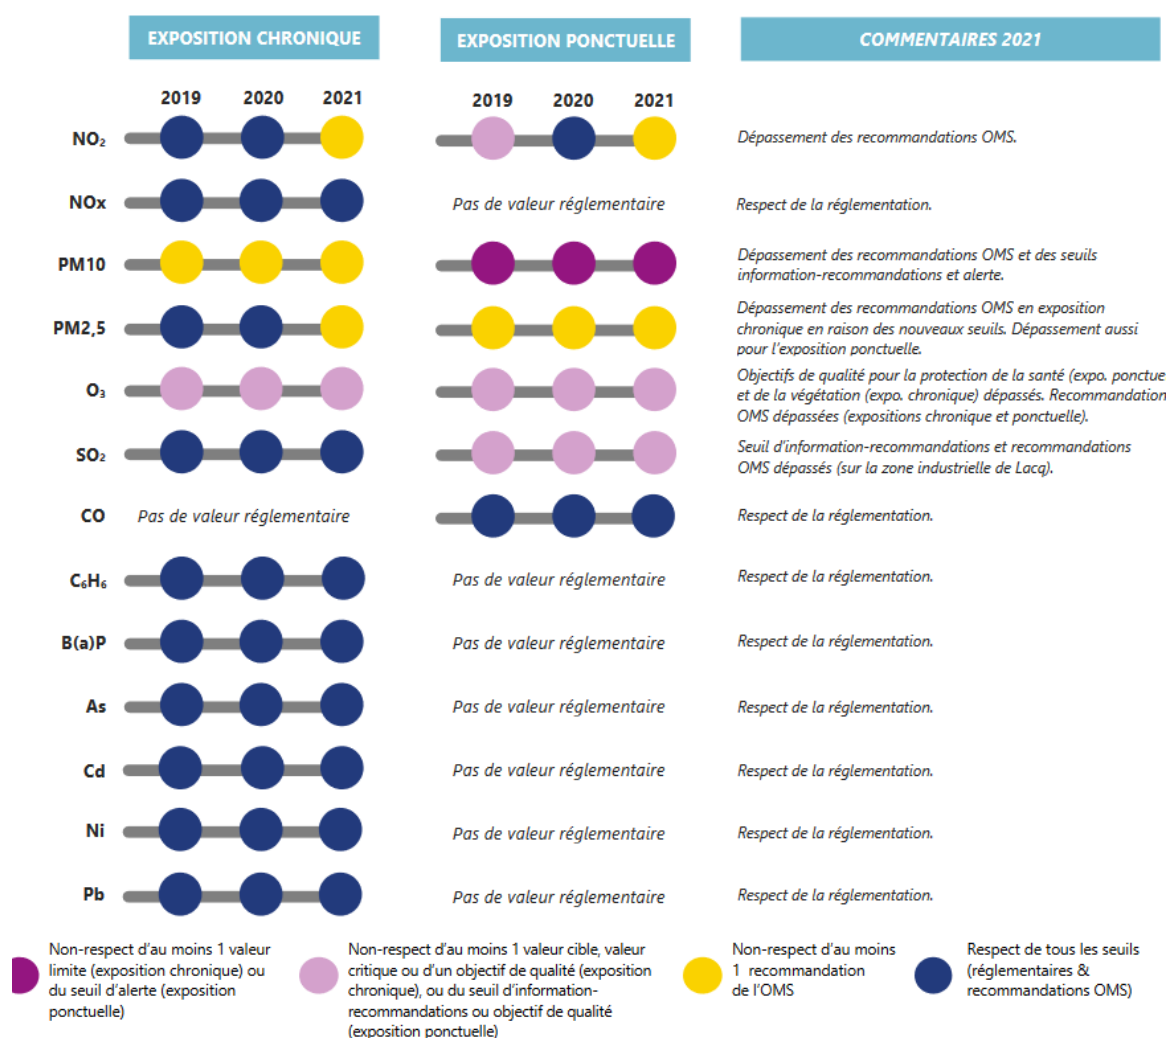 EXPOSITION CHRONIQUE
EXPOSITION PONCTUELLE
COMMENTAIRES 2021
2019 2020 2021
2019 2020 2021
NO₂
Dépassement des recommandations OMS.
NOx
Pas de valeur réglementaire
Respect de la réglementation.
PM10
Dépassement des recommandations OMS et des seuils
information-recommandations et alerte.
PM2,5
Dépassement des recommandations OMS en exposition
chronique en raison des nouveaux seuils. Dépassement aussi
pour l'exposition ponctuelle.
O₃
Objectifs de qualité pour la protection de la santé (expo. ponctue
et de la végétation (expo. chronique) dépassés. Recommandation
OMS dépassées (expositions chronique et ponctuelle).
SO₂
Seuil d'information-recommandations et recommandations
OMS dépassés (sur la zone industrielle de Lacq).
CO
Pas de valeur réglementaire
Respect de la réglementation.
C₆H₆
Pas de valeur réglementaire
Respect de la réglementation.
B(a)P
Pas de valeur réglementaire
Respect de la réglementation.
As
Pas de valeur réglementaire
Respect de la réglementation.
Cd
Pas de valeur réglementaire
Respect de la réglementation.
Ni
Pas de valeur réglementaire
Respect de la réglementation.
Pb
Pas de valeur réglementaire
Respect de la réglementation.
Non-respect d'au moins 1 valeur
limite (exposition chronique) ou
du seuil d'alerte (exposition
ponctuelle)
Non-respect d'au moins 1 valeur cible, valeur
critique ou d'un objectif de qualité (exposition
chronique), ou du seuil d'information-
recommandations ou objectif de qualité
(exposition ponctuelle)
Non-respect d'au moins
1 recommandation
de l'OMS
Respect de tous les seuils
(réglementaires &
recommandations OMS)